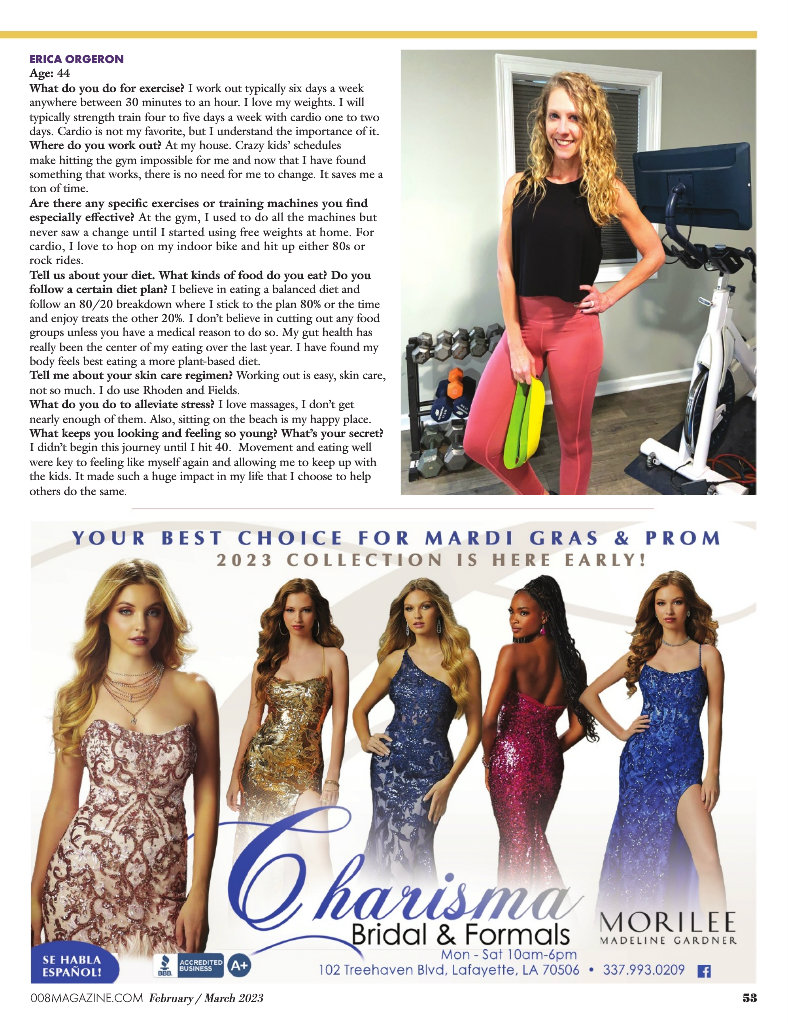 ERICA ORGERON
Age: 44
What do you do for exercise? I work out typically six days a week
anywhere between 30 minutes to an hour. I love my weights. I will
typically strength train four to five days a week with cardio one to two
days. Cardio is not my favorite, but I understand the importance of it.
Where do you work out? At my house. Crazy kids' schedules
make hitting the gym impossible for me and now that I have found
something that works, there is no need for me to change. It saves me a
ton of time.
Are there any specific exercises or training machines you find
especially effective? At the gym, I used to do all the machines but
never saw a change until I started using free weights at home. For
cardio, I love to hop on my indoor bike and hit up either 80s or
rock rides.
Tell us about your diet. What kinds of food do you eat? Do you
follow a certain diet plan? I believe in eating a balanced diet and
follow an 80/20 breakdown where I stick to the plan 80% or the time
and enjoy treats the other 20%. I don't believe in cutting out any food
groups unless you have a medical reason to do so. My gut health has
really been the center of my eating over the last year. I have found my
body feels best eating a more plant-based diet.
Tell me about your skin care regimen? Working out is easy, skin care,
not so much. I do use Rhoden and Fields.
What do you do to alleviate stress? I love massages, I don't get
nearly enough of them. Also, sitting on the beach is my happy place.
What keeps you looking and feeling so young? What's your secret?
I didn't begin this journey until I hit 40.  Movement and eating well
were key to feeling like myself again and allowing me to keep up with
the kids. It made such a huge impact in my life that I choose to help
others do the same.
YOUR BEST CHOICE FOR MARDI GRAS & PROM
2023 COLLECTION IS HERE EARLY!
Charisma
Bridal & Formals
MORILEE
MADELINE GARDNER
SE HABLA
ESPAÑOL!
BBB.
ACCREDITED
BUSINESS
A+
Mon - Sat 10am-6pm
102 Treehaven Blvd, Lafayette, LA 70506 • 337.993.0209
008MAGAZINE.COM February / March 2023
53